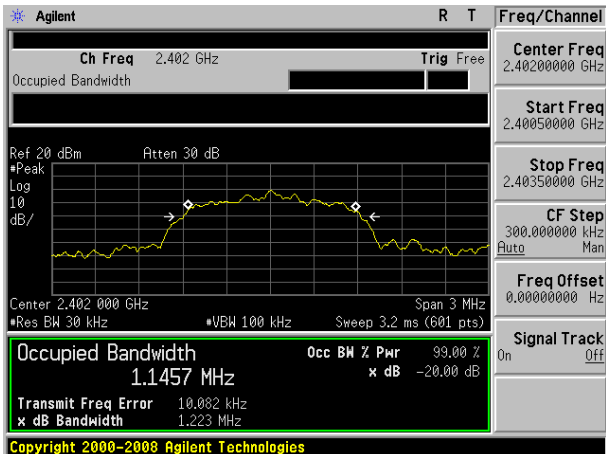 Agilent R T
Freq/Channel
Ch Freq 2.402 GHz Trig Free
Occupied Bandwidth
Center Freq
2.40200000 GHz
Start Freq
2.40050000 GHz
Stop Freq
2.40350000 GHz
CF Step
300.000000 kHz
Auto Man
Freq Offset
0.00000000 Hz
Signal Track
On Off
Ref 20 dBm Atten 30 dB
#Peak
Log
10
dB/
Center 2.402 000 GHz Span 3 MHz
#Res BW 30 kHz #VBW 100 kHz Sweep 3.2 ms (601 pts)
Occupied Bandwidth Occ BW % Pwr 99.00 %
1.1457 MHz x dB -20.00 dB
Transmit Freq Error 10.082 kHz
x dB Bandwidth 1.223 MHz
Copyright 2000-2008 Agilent Technologies